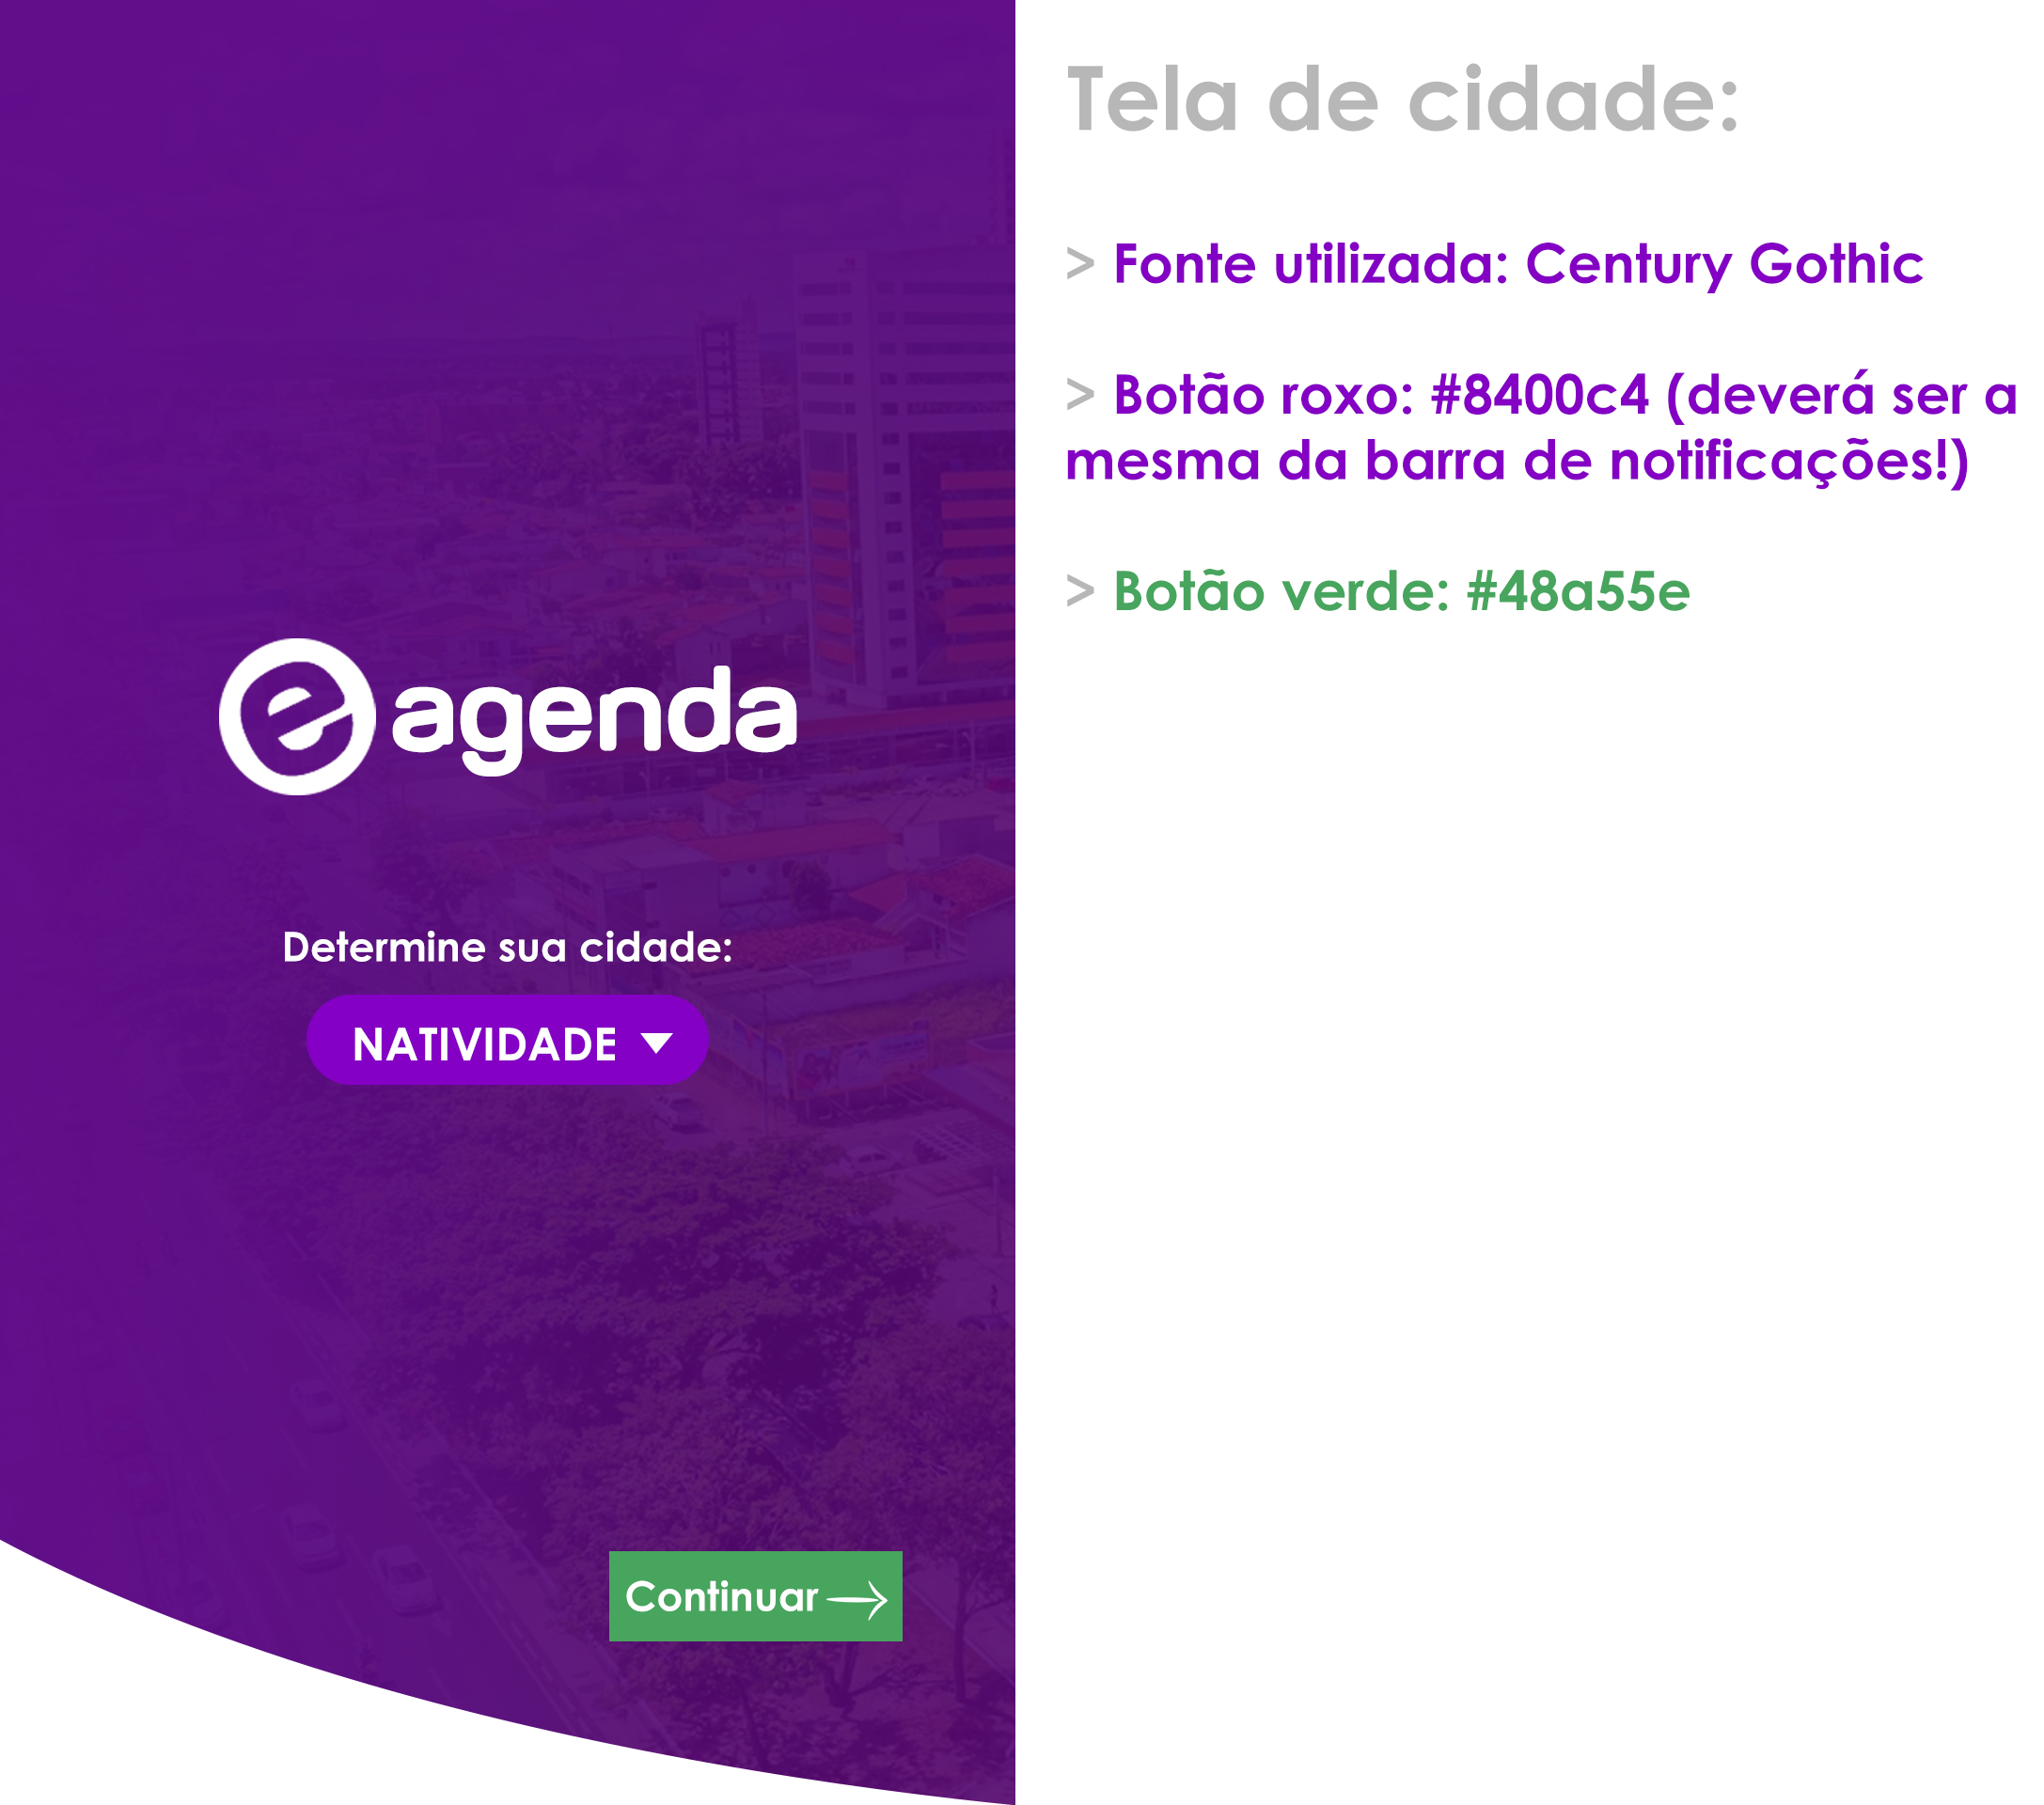 e agenda
Determine sua cidade:
NATIVIDADE
Continuar
Tela de cidade:
> Fonte utilizada: Century Gothic
> Botão roxo: #8400c4 (deverá ser a
mesma da barra de notificações!)
> Botão verde: #48a55e